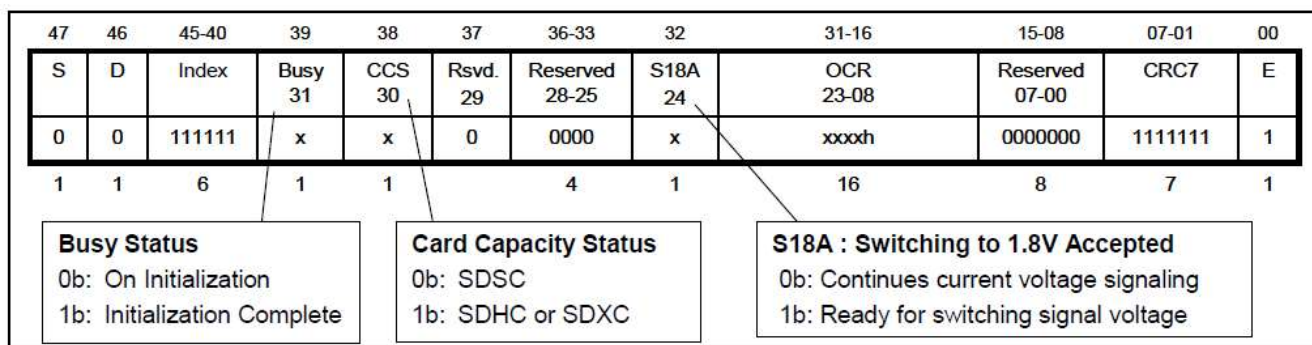 47 46 45-40 39 38 37 36-33 32 31-16 15-08 07-01 00
S D Index Busy CCS Rsvd. Reserved S18A OCR Reserved CRC7 E
31 30 29 28-25 24 23-08 07-00
0 0 111111 x x 0 0000 x xxxxh 0000000 1111111 1
1 1 6 1 1 4 1 16 8 7 1
Busy Status
0b: On Initialization
1b: Initialization Complete
Card Capacity Status
0b: SDSC
1b: SDHC or SDXC
S18A : Switching to 1.8V Accepted
0b: Continues current voltage signaling
1b: Ready for switching signal voltage